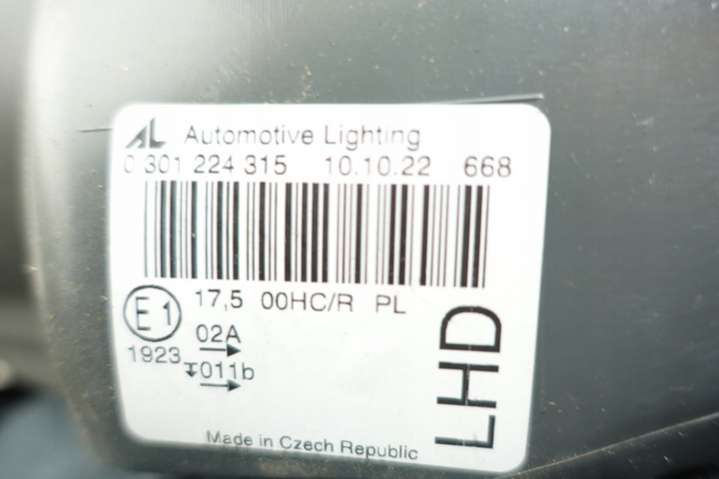 AL Automotive Lighting
0 301 224 315 10.10.22 668
17,5 00HC/R PL
E1
02A
1923
011b
LHD
Made in Czech Republic